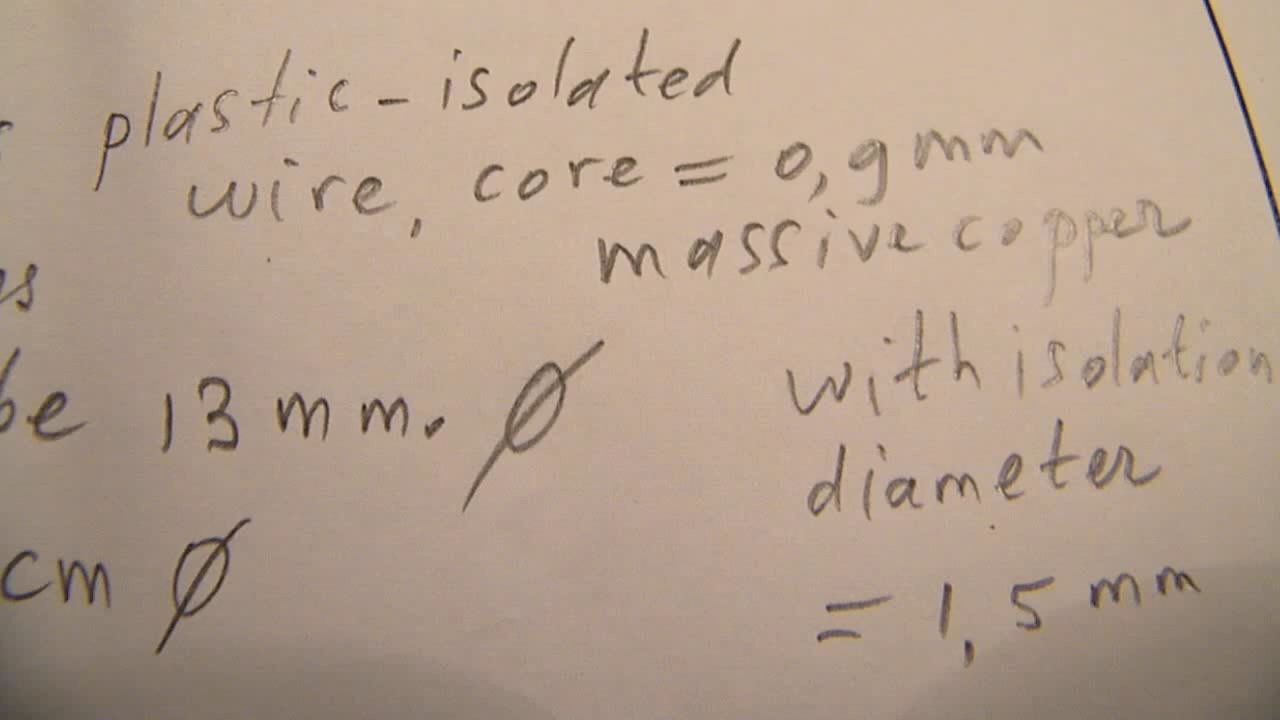 plastic-isolated
wire, core = 0,9 mm
massive copper
with isolation
be 13 mm. Ø
diameter
cm Ø
= 1,5 mm